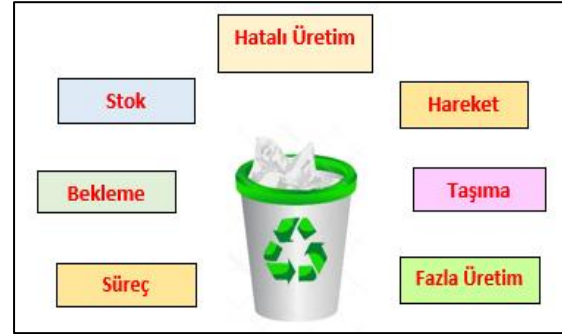 Hatalı Üretim
Stok
Hareket
Bekleme
Taşıma
Süreç
Fazla Üretim